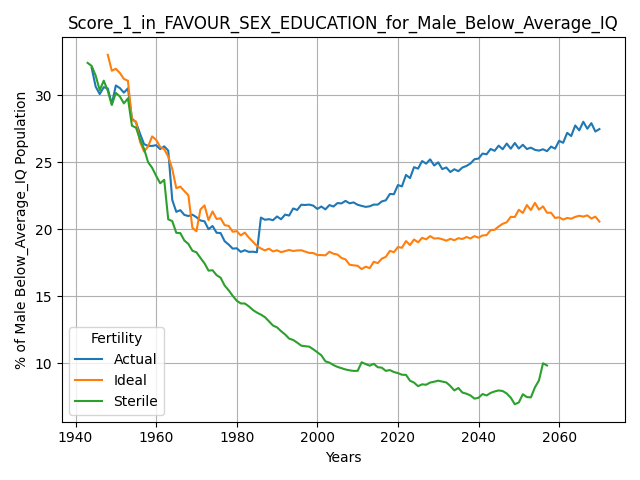 Score_1_in_FAVOUR_SEX_EDUCATION_for_Male_Below_Average_IQ
% of Male Below_Average_IQ Population
30
25
20
15
10
Fertility
Actual
Ideal
Sterile
1940 1960 1980 2000 2020 2040 2060
Years